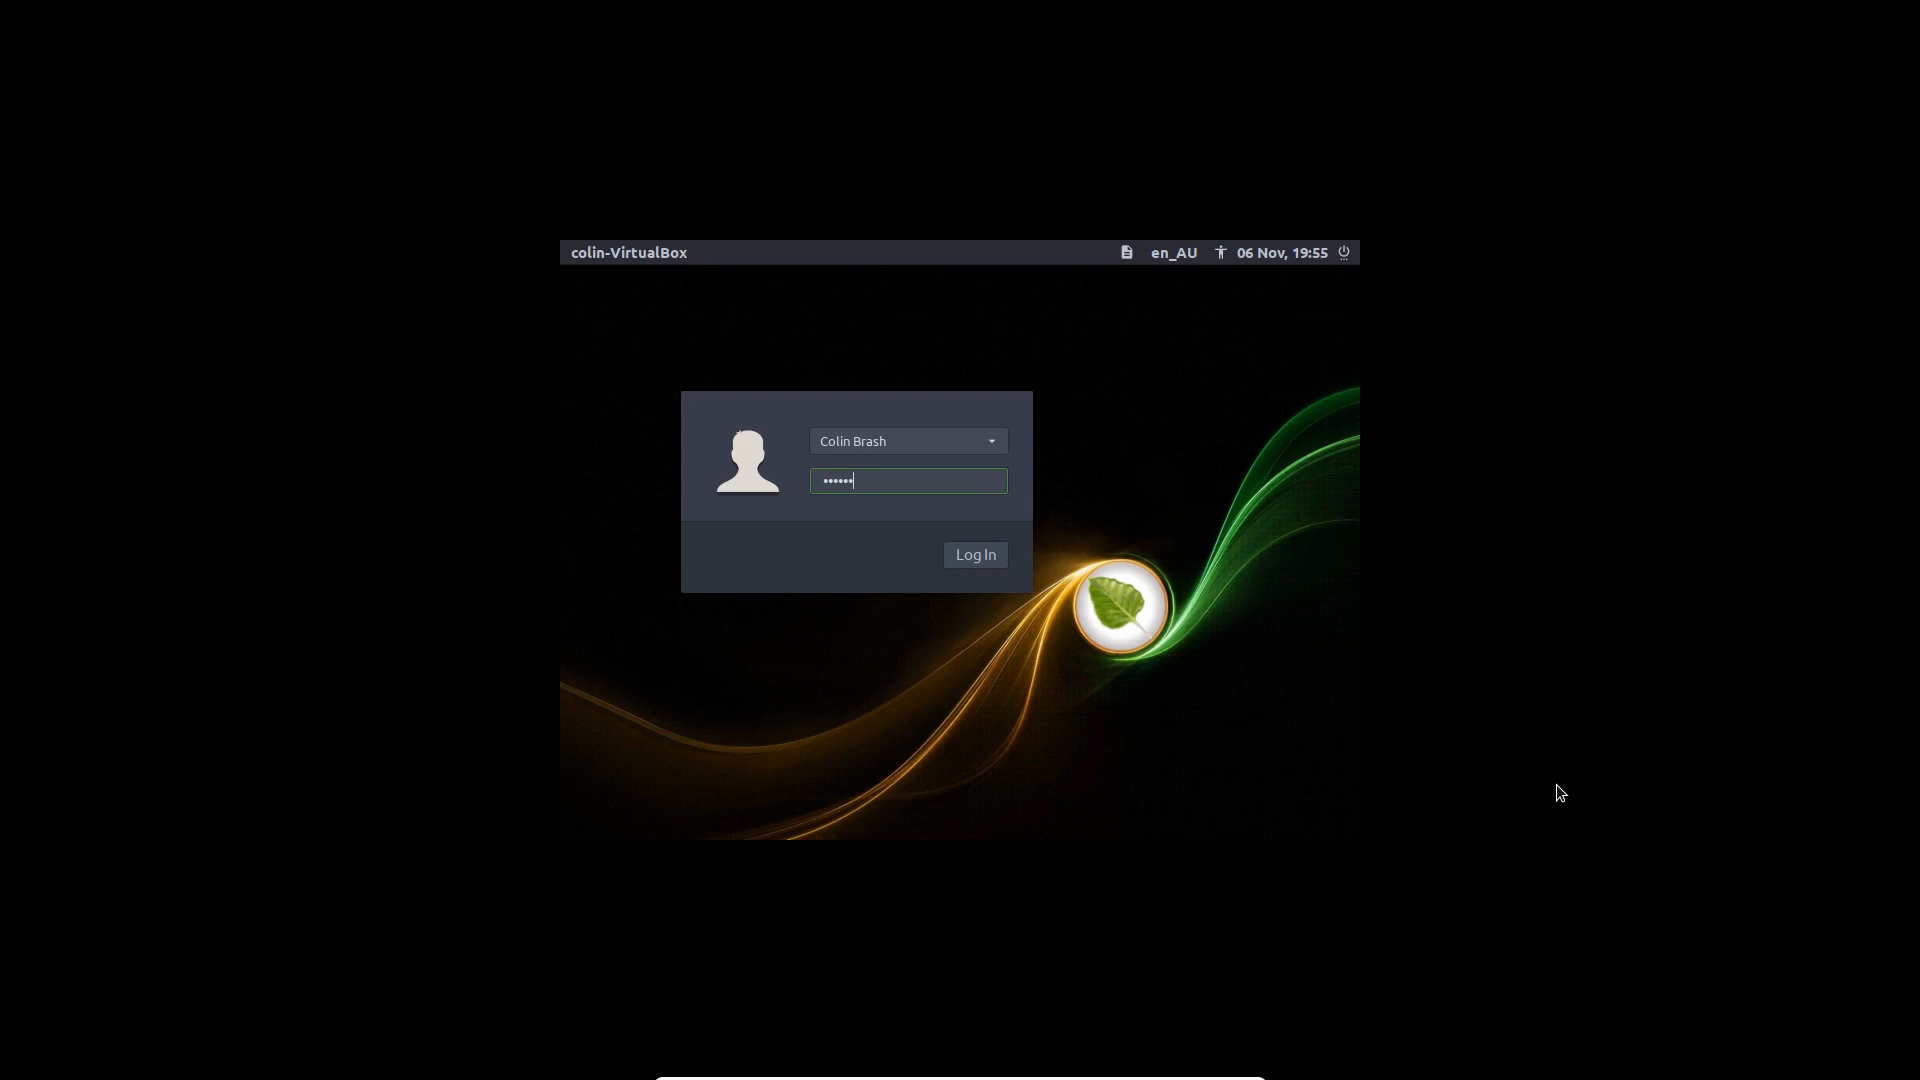 colin-VirtualBox en_AU 06 Nov, 19:55
Colin Brash
••••••
Log In